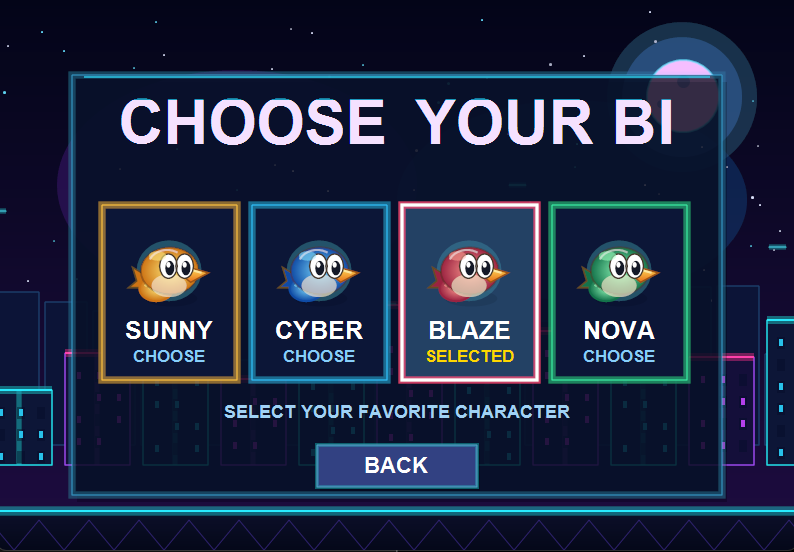 CHOOSE YOUR BI
SUNNY CYBER BLAZE NOVA
CHOOSE CHOOSE SELECTED CHOOSE
SELECT YOUR FAVORITE CHARACTER
BACK